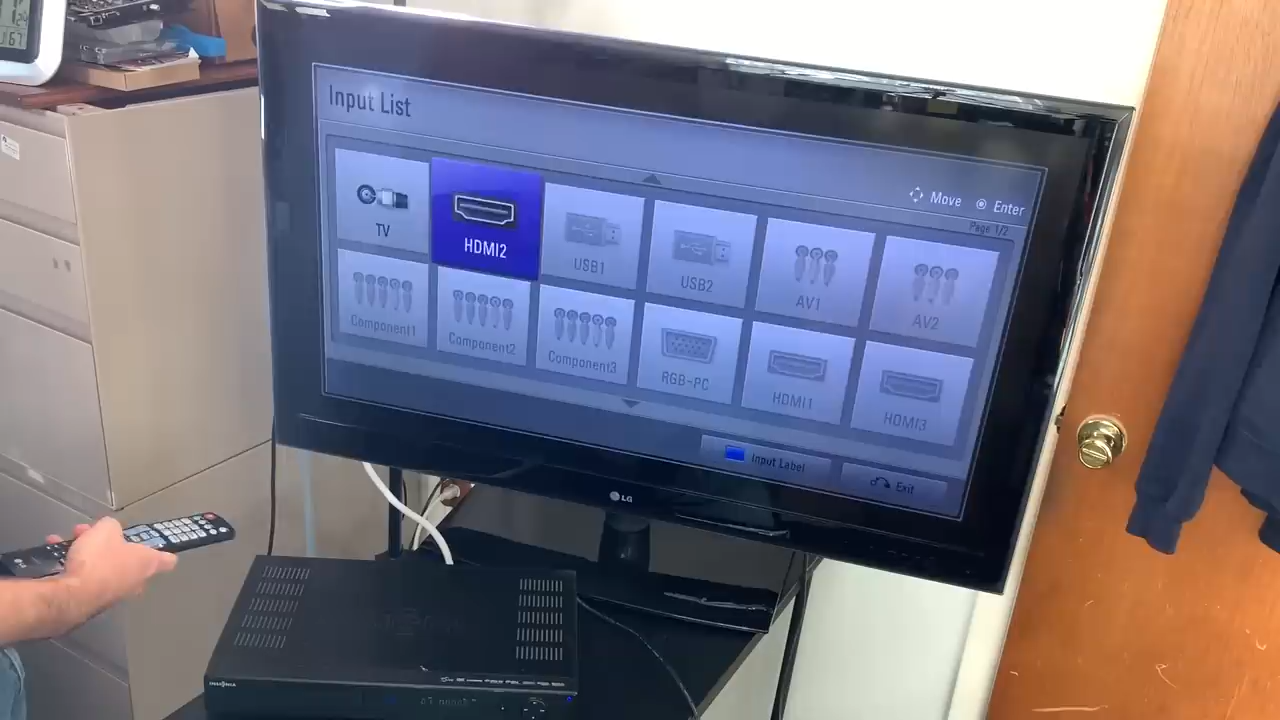 Input List
Move
Enter
Page 1/2
TV
HDMI2
USB1
USB2
AV1
AV2
Component1
Component2
Component3
RGB-PC
HDMI1
HDMI3
Input Label
Exit
LG
INSIGNIA